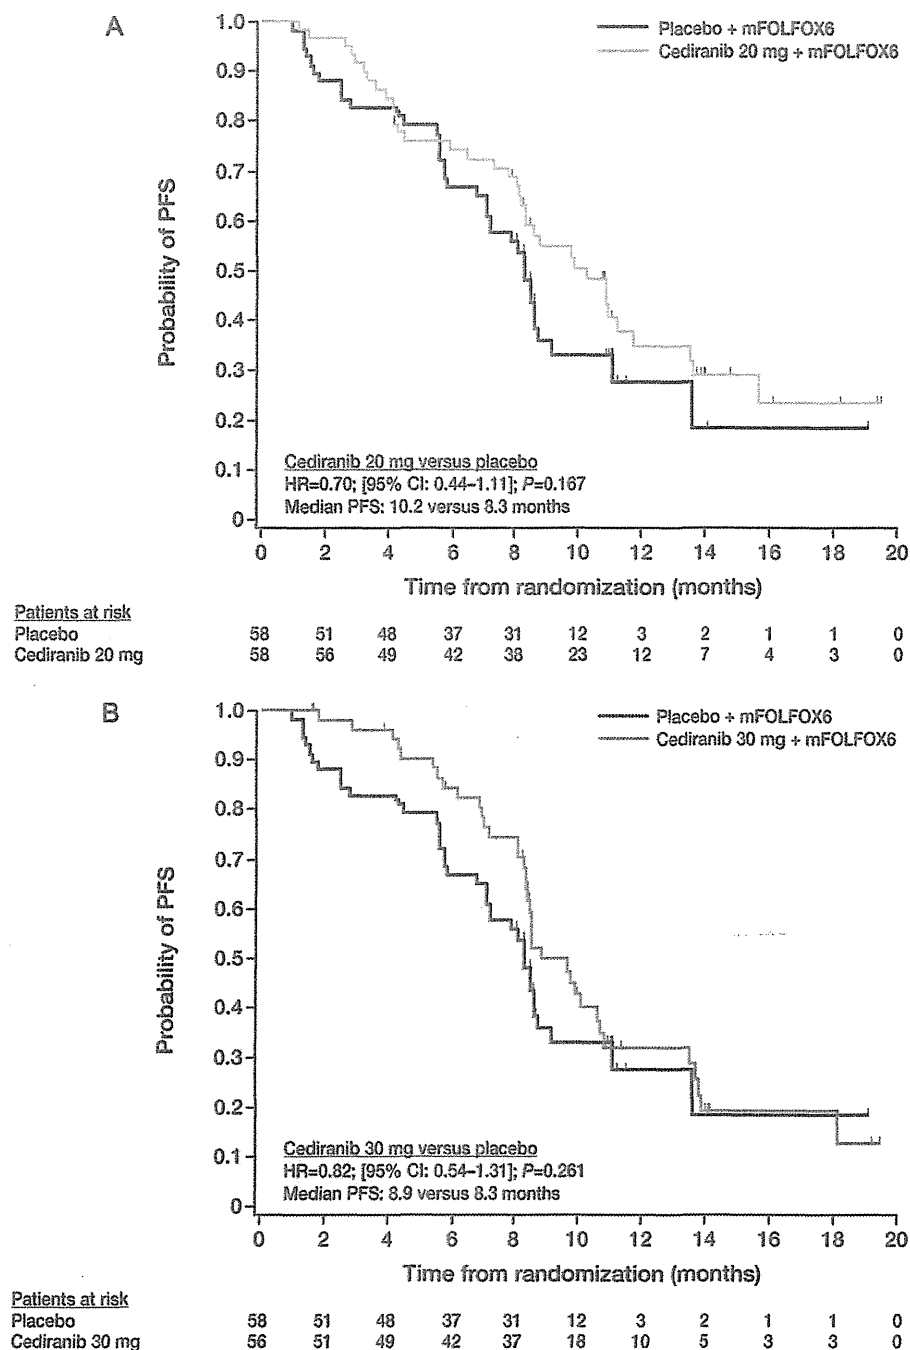 A
Placebo + mFOLFOX6
Cediranib 20 mg + mFOLFOX6
1.0
0.9
0.8
0.7
0.6
0.5
0.4
0.3
0.2
0.1
0
Probability of PFS
Cediranib 20 mg versus placebo
HR=0.70; [95% CI: 0.44–1.11]; P=0.167
Median PFS: 10.2 versus 8.3 months
0 2 4 6 8 10 12 14 16 18 20
Time from randomization (months)
Patients at risk
Placebo 58 51 48 37 31 12 3 2 1 1 0
Cediranib 20 mg 58 56 49 42 38 23 12 7 4 3 0
B
Placebo + mFOLFOX6
Cediranib 30 mg + mFOLFOX6
1.0
0.9
0.8
0.7
0.6
0.5
0.4
0.3
0.2
0.1
0
Probability of PFS
Cediranib 30 mg versus placebo
HR=0.82; [95% CI: 0.54–1.31]; P=0.261
Median PFS: 8.9 versus 8.3 months
0 2 4 6 8 10 12 14 16 18 20
Time from randomization (months)
Patients at risk
Placebo 58 51 48 37 31 12 3 2 1 1 0
Cediranib 30 mg 56 51 49 42 37 18 10 5 3 3 0